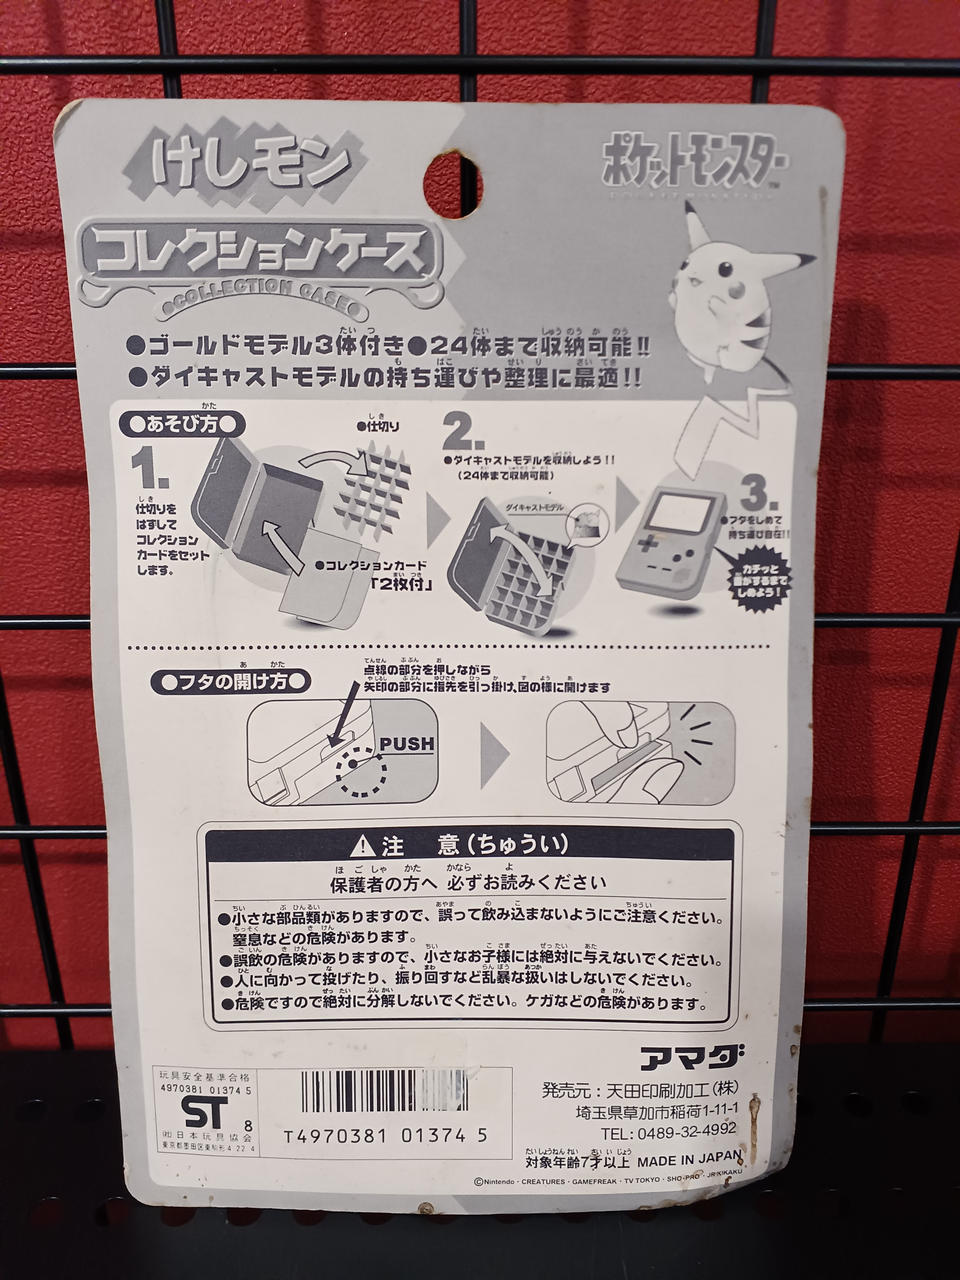 けしモン
ポケットモンスター
TM
コレクションケース
●COLLECTION CASE●
●ゴールドモデル3体付き●24体まで収納可能!!
●ダイキャストモデルの持ち運びや整理に最適!!
●あそび方●
1.
仕切りを
はずして
コレクション
カードをセット
します。
●仕切り
●コレクションカード
「2枚付」
2.
●ダイキャストモデルを収納しよう!!
(24体まで収納可能)
ダイキャストモデル
3.
●フタをしめて
持ち運び自在!!
カチッと
音がするまで
しめよう!
●フタの開け方●
点線の部分を押しながら
矢印の部分に指先を引っ掛け、図の様に開けます
PUSH
注 意(ちゅうい)
保護者の方へ 必ずお読みください
●小さな部品類がありますので、誤って飲み込まないようにご注意ください。
窒息などの危険があります。
●誤飲の危険がありますので、小さなお子様には絶対に与えないでください。
●人に向かって投げたり、振り回すなど乱暴な扱いはしないでください。
●危険ですので絶対に分解しないでください。ケガなどの危険があります。
玩具安全基準合格
4970381 01374 5
ST 8
(社)日本玩具協会
東京都墨田区東駒形4 22 4
T4970381 01374 5
アマダ
発売元:天田印刷加工(株)
埼玉県草加市稲荷1-11-1
TEL: 0489-32-4992
対象年齢7才以上 MADE IN JAPAN
©Nintendo・CREATURES・GAMEFREAK・TV TOKYO・SHO-PRO・JR KIKAKU